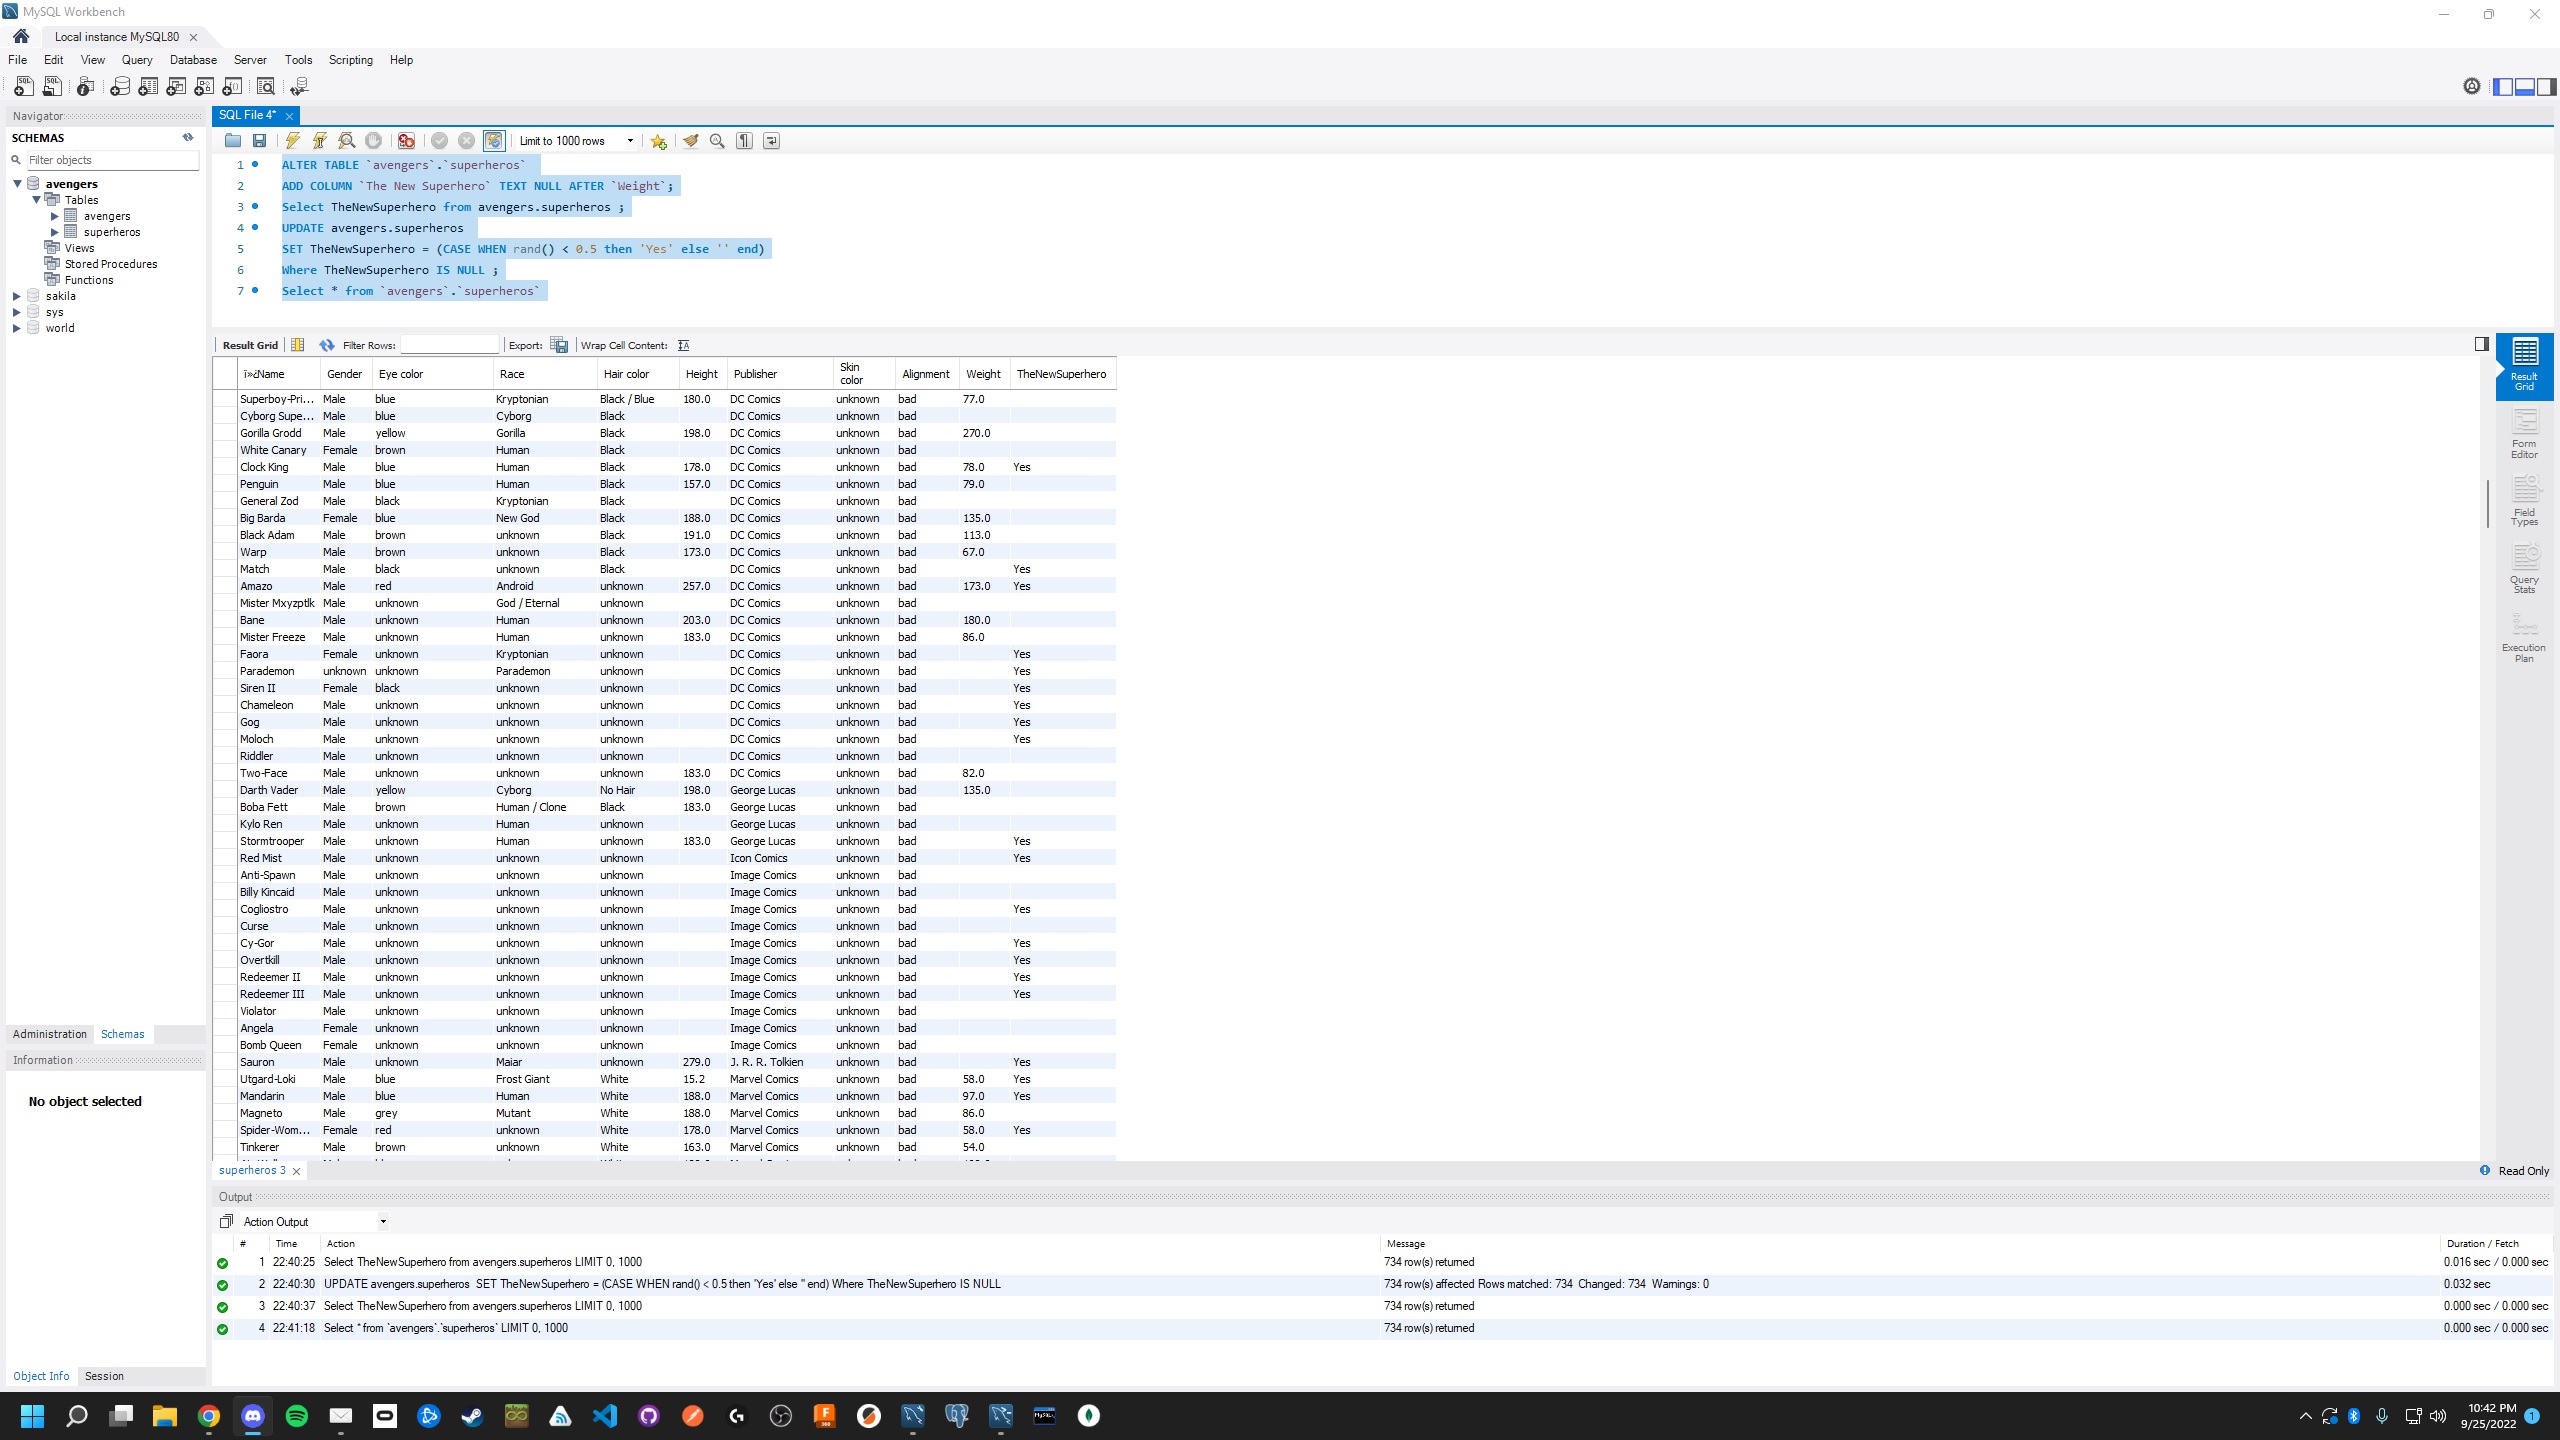 MySQL Workbench
Local instance MySQL80
File Edit View Query Database Server Tools Scripting Help
Navigator
SCHEMAS
Filter objects
avengers
Tables
avengers
superheros
Views
Stored Procedures
Functions
sakila
sys
world
Administration Schemas
Information
No object selected
Object Info Session
SQL File 4*
Limit to 1000 rows
1 ALTER TABLE `avengers`.`superheros`
2 ADD COLUMN `The New Superhero` TEXT NULL AFTER `Weight`;
3 Select TheNewSuperhero from avengers.superheros ;
4 UPDATE avengers.superheros
5 SET TheNewSuperhero = (CASE WHEN rand() < 0.5 then 'Yes' else '' end)
6 Where TheNewSuperhero IS NULL ;
7 Select * from `avengers`.`superheros`
Result Grid Filter Rows: Export: Wrap Cell Content:
ï»¿Name Gender Eye color Race Hair color Height Publisher Skin color Alignment Weight TheNewSuperhero
Superboy-Pri... Male blue Kryptonian Black / Blue 180.0 DC Comics unknown bad 77.0
Cyborg Supe... Male blue Cyborg Black DC Comics unknown bad
Gorilla Grodd Male yellow Gorilla Black 198.0 DC Comics unknown bad 270.0
White Canary Female brown Human Black DC Comics unknown bad
Clock King Male blue Human Black 178.0 DC Comics unknown bad 78.0 Yes
Penguin Male blue Human Black 157.0 DC Comics unknown bad 79.0
General Zod Male black Kryptonian Black DC Comics unknown bad
Big Barda Female blue New God Black 188.0 DC Comics unknown bad 135.0
Black Adam Male brown unknown Black 191.0 DC Comics unknown bad 113.0
Warp Male brown unknown Black 173.0 DC Comics unknown bad 67.0
Match Male black unknown Black DC Comics unknown bad Yes
Amazo Male red Android unknown 257.0 DC Comics unknown bad 173.0 Yes
Mister Mxyzptlk Male unknown God / Eternal unknown DC Comics unknown bad
Bane Male unknown Human unknown 203.0 DC Comics unknown bad 180.0
Mister Freeze Male unknown Human unknown 183.0 DC Comics unknown bad 86.0
Faora Female unknown Kryptonian unknown DC Comics unknown bad Yes
Parademon unknown unknown Parademon unknown DC Comics unknown bad Yes
Siren II Female black unknown unknown DC Comics unknown bad Yes
Chameleon Male unknown unknown unknown DC Comics unknown bad Yes
Gog Male unknown unknown unknown DC Comics unknown bad Yes
Moloch Male unknown unknown unknown DC Comics unknown bad Yes
Riddler Male unknown unknown unknown DC Comics unknown bad
Two-Face Male unknown unknown unknown 183.0 DC Comics unknown bad 82.0
Darth Vader Male yellow Cyborg No Hair 198.0 George Lucas unknown bad 135.0
Boba Fett Male brown Human / Clone Black 183.0 George Lucas unknown bad
Kylo Ren Male unknown Human unknown George Lucas unknown bad
Stormtrooper Male unknown Human unknown 183.0 George Lucas unknown bad Yes
Red Mist Male unknown unknown unknown Icon Comics unknown bad Yes
Anti-Spawn Male unknown unknown unknown Image Comics unknown bad
Billy Kincaid Male unknown unknown unknown Image Comics unknown bad
Cogliostro Male unknown unknown unknown Image Comics unknown bad Yes
Curse Male unknown unknown unknown Image Comics unknown bad
Cy-Gor Male unknown unknown unknown Image Comics unknown bad Yes
Overtkill Male unknown unknown unknown Image Comics unknown bad Yes
Redeemer II Male unknown unknown unknown Image Comics unknown bad Yes
Redeemer III Male unknown unknown unknown Image Comics unknown bad Yes
Violator Male unknown unknown unknown Image Comics unknown bad
Angela Female unknown unknown unknown Image Comics unknown bad
Bomb Queen Female unknown unknown unknown Image Comics unknown bad
Sauron Male unknown Maiar unknown 279.0 J. R. R. Tolkien unknown bad Yes
Utgard-Loki Male blue Frost Giant White 15.2 Marvel Comics unknown bad 58.0 Yes
Mandarin Male blue Human White 188.0 Marvel Comics unknown bad 97.0 Yes
Magneto Male grey Mutant White 188.0 Marvel Comics unknown bad 86.0
Spider-Wom... Female red unknown White 178.0 Marvel Comics unknown bad 58.0 Yes
Tinkerer Male brown unknown White 163.0 Marvel Comics unknown bad 54.0
superheros 3
Read Only
Result Grid
Form Editor
Field Types
Query Stats
Execution Plan
Output
Action Output
# Time Action Message Duration / Fetch
1 22:40:25 Select TheNewSuperhero from avengers.superheros LIMIT 0, 1000 734 row(s) returned 0.016 sec / 0.000 sec
2 22:40:30 UPDATE avengers.superheros SET TheNewSuperhero = (CASE WHEN rand() < 0.5 then 'Yes' else '' end) Where TheNewSuperhero IS NULL 734 row(s) affected Rows matched: 734 Changed: 734 Warnings: 0 0.032 sec
3 22:40:37 Select TheNewSuperhero from avengers.superheros LIMIT 0, 1000 734 row(s) returned 0.000 sec / 0.000 sec
4 22:41:18 Select * from `avengers`.`superheros` LIMIT 0, 1000 734 row(s) returned 0.000 sec / 0.000 sec
10:42 PM
9/25/2022
1